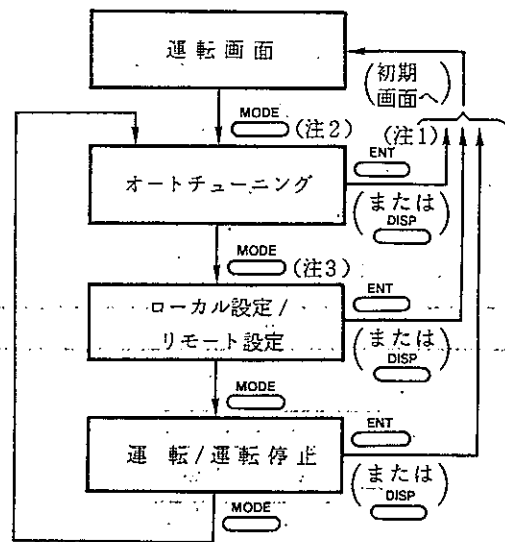 運転画面
(初期
画面へ)
MODE
(注2)
(注1)
ENT
オートチューニング
(または
DISP)
MODE
(注3)
ENT
ローカル設定/
リモート設定
(または
DISP)
MODE
ENT
運転/運転停止
(または
DISP)
MODE